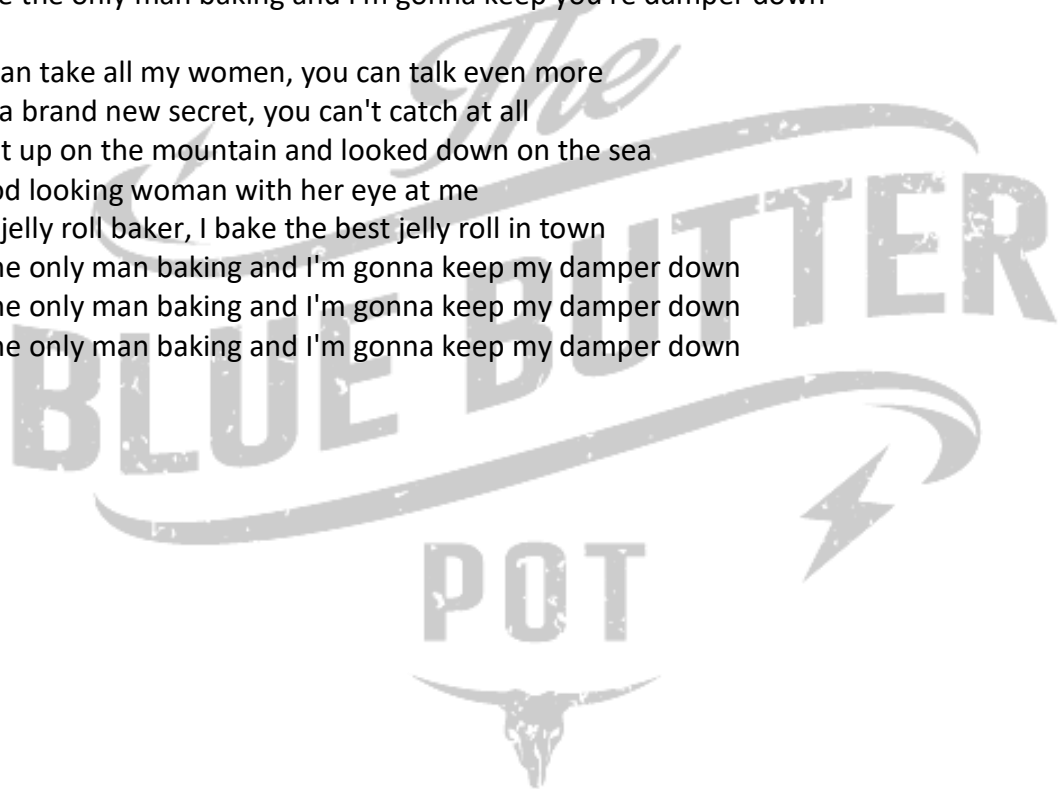 the only man baking and I'm gonna keep you're damper down
an take all my women, you can talk even more
a brand new secret, you can't catch at all
t up on the mountain and looked down on the sea
od looking woman with her eye at me
jelly roll baker, I bake the best jelly roll in town
he only man baking and I'm gonna keep my damper down
he only man baking and I'm gonna keep my damper down
he only man baking and I'm gonna keep my damper down
The
BLUE BUTTER
POT